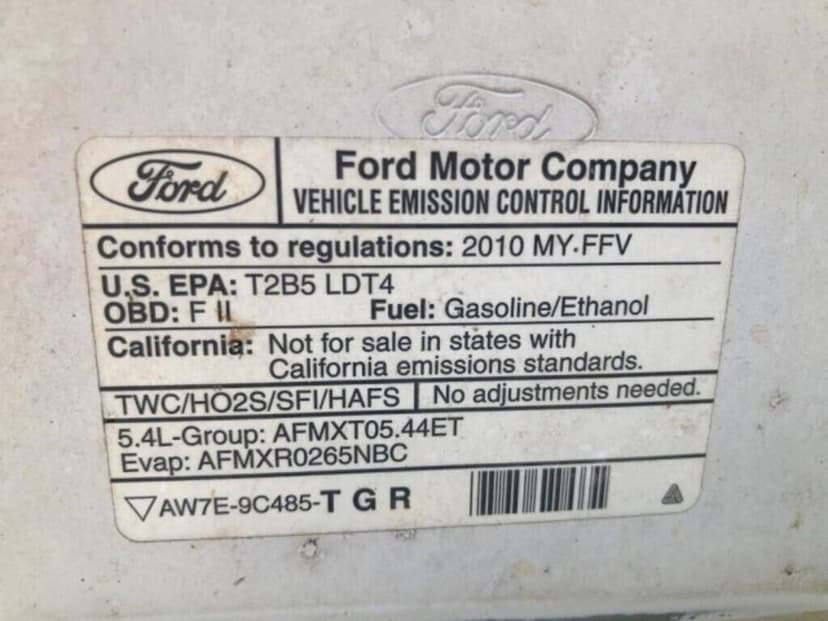 Ford
Ford
Ford Motor Company
VEHICLE EMISSION CONTROL INFORMATION
Conforms to regulations: 2010 MY·FFV
U.S. EPA: T2B5 LDT4
OBD: F II Fuel: Gasoline/Ethanol
California: Not for sale in states with
California emissions standards.
TWC/HO2S/SFI/HAFS No adjustments needed.
5.4L-Group: AFMXT05.44ET
Evap: AFMXR0265NBC
▽AW7E-9C485-T G R